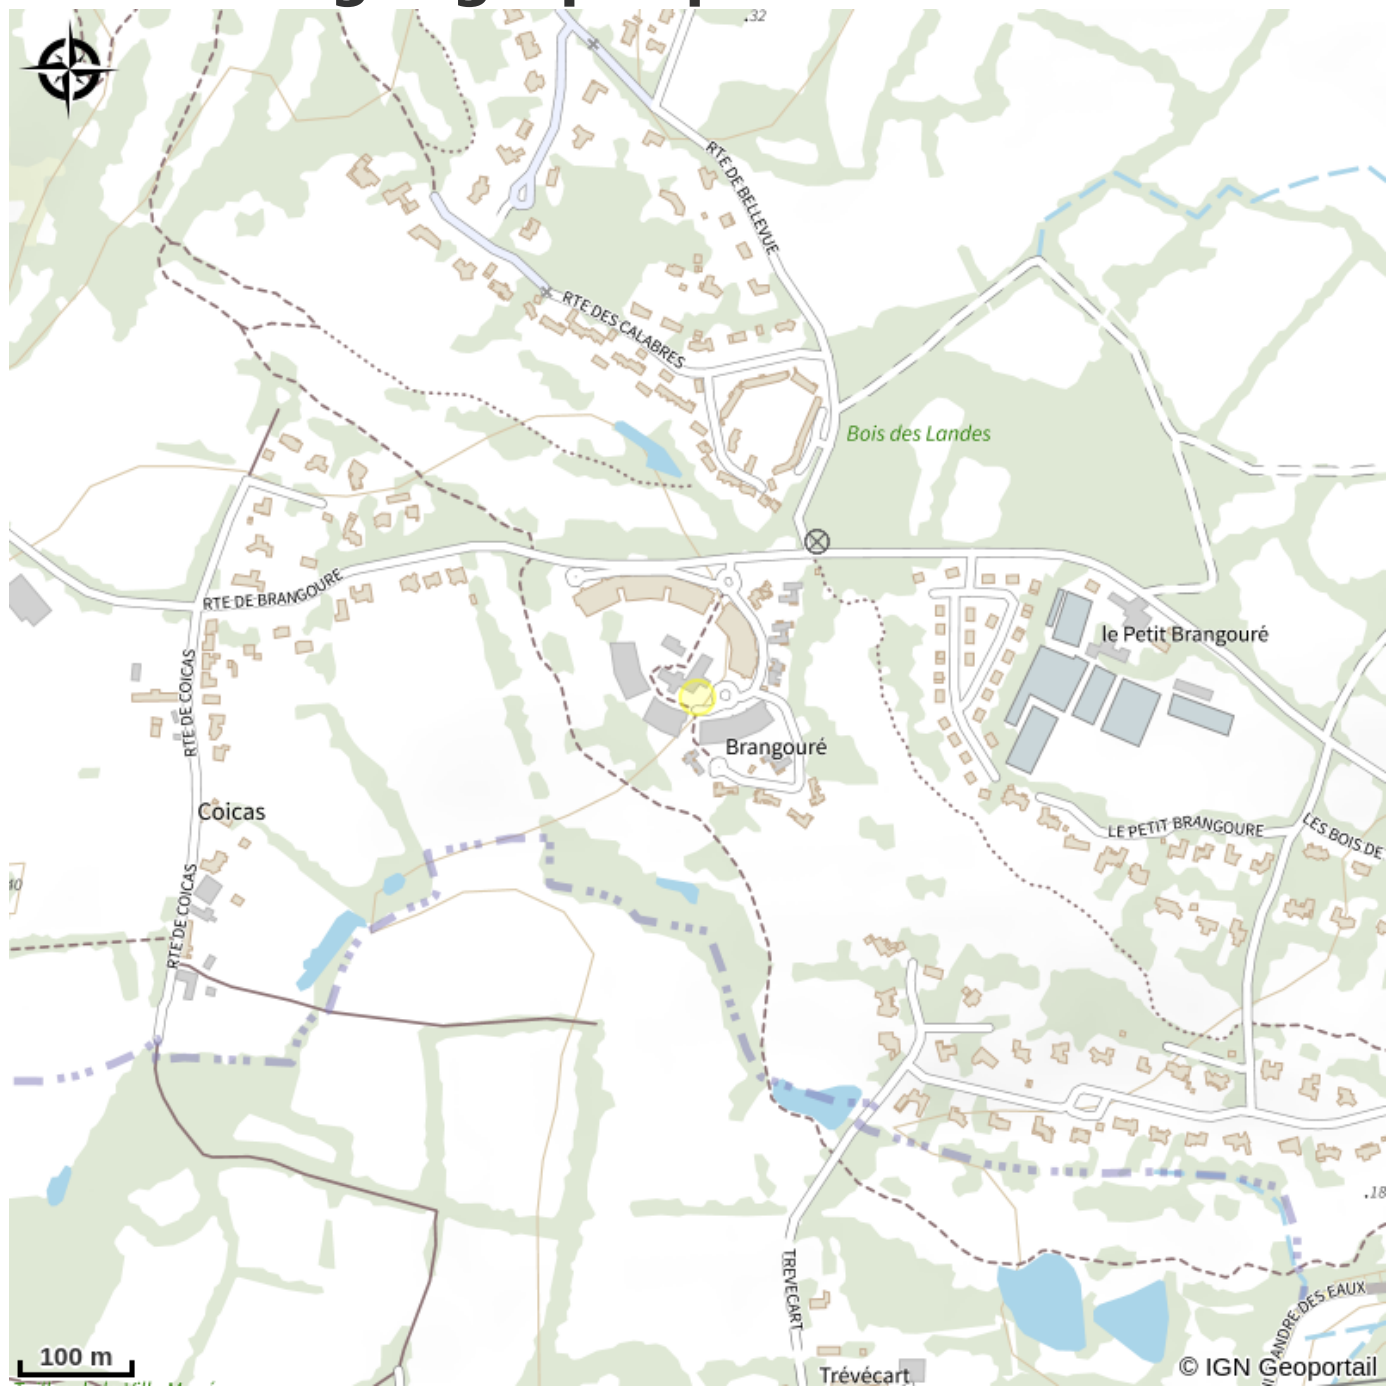 .32
RTE DE BELLEVUE
RTE DES CALABRES
Bois des Landes
RTE DE BRANGOURE
le Petit Brangouré
RTE DE COICAS
Brangouré
Coicas
LE PETIT BRANGOURE
LES BOIS DE
40
RTE DE COICAS
.18
TREVECART
ANDRE DES EAUX
100 m
Trévécart
© IGN Geoportail